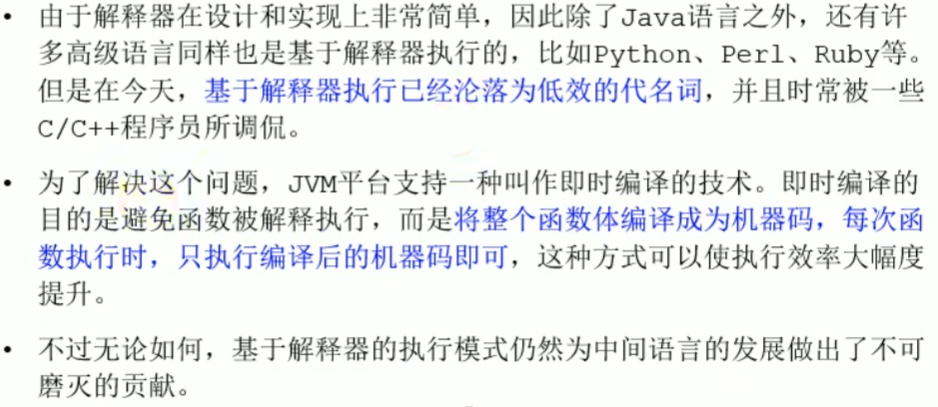 • 由于解释器在设计和实现上非常简单，因此除了Java语言之外，还有许
多高级语言同样也是基于解释器执行的，比如Python、Perl、Ruby等。
但是在今天，基于解释器执行已经沦落为低效的代名词，并且时常被一些
C/C++程序员所调侃。
• 为了解决这个问题，JVM平台支持一种叫作即时编译的技术。即时编译的
目的是避免函数被解释执行，而是将整个函数体编译成为机器码，每次函
数执行时，只执行编译后的机器码即可，这种方式可以使执行效率大幅度
提升。
• 不过无论如何，基于解释器的执行模式仍然为中间语言的发展做出了不可
磨灭的贡献。